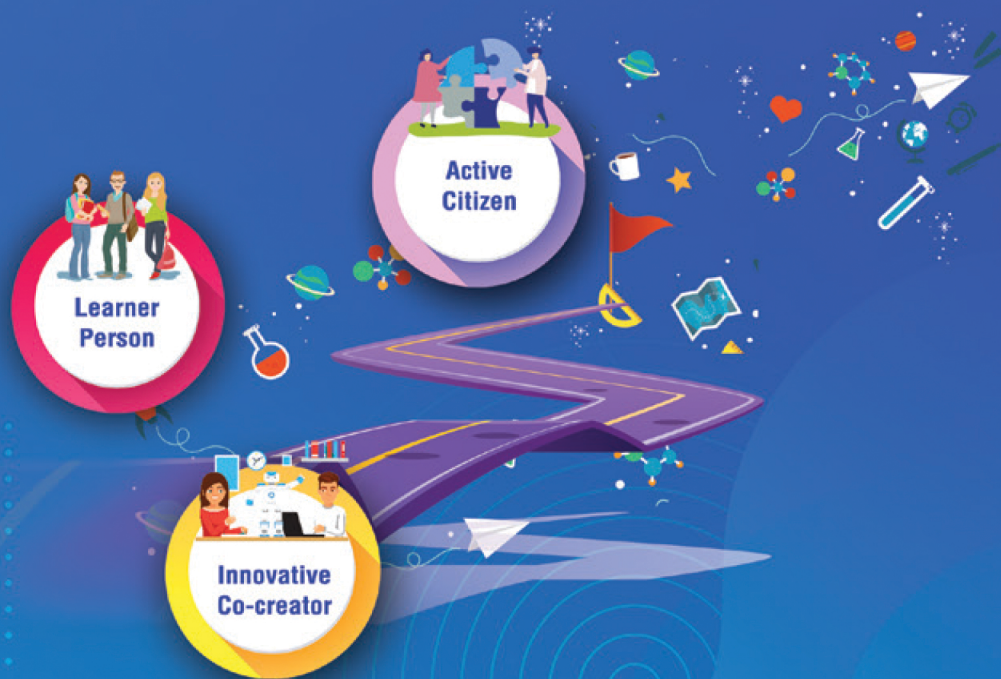 Active
Citizen
Learner
Person
Innovative
Co-creator